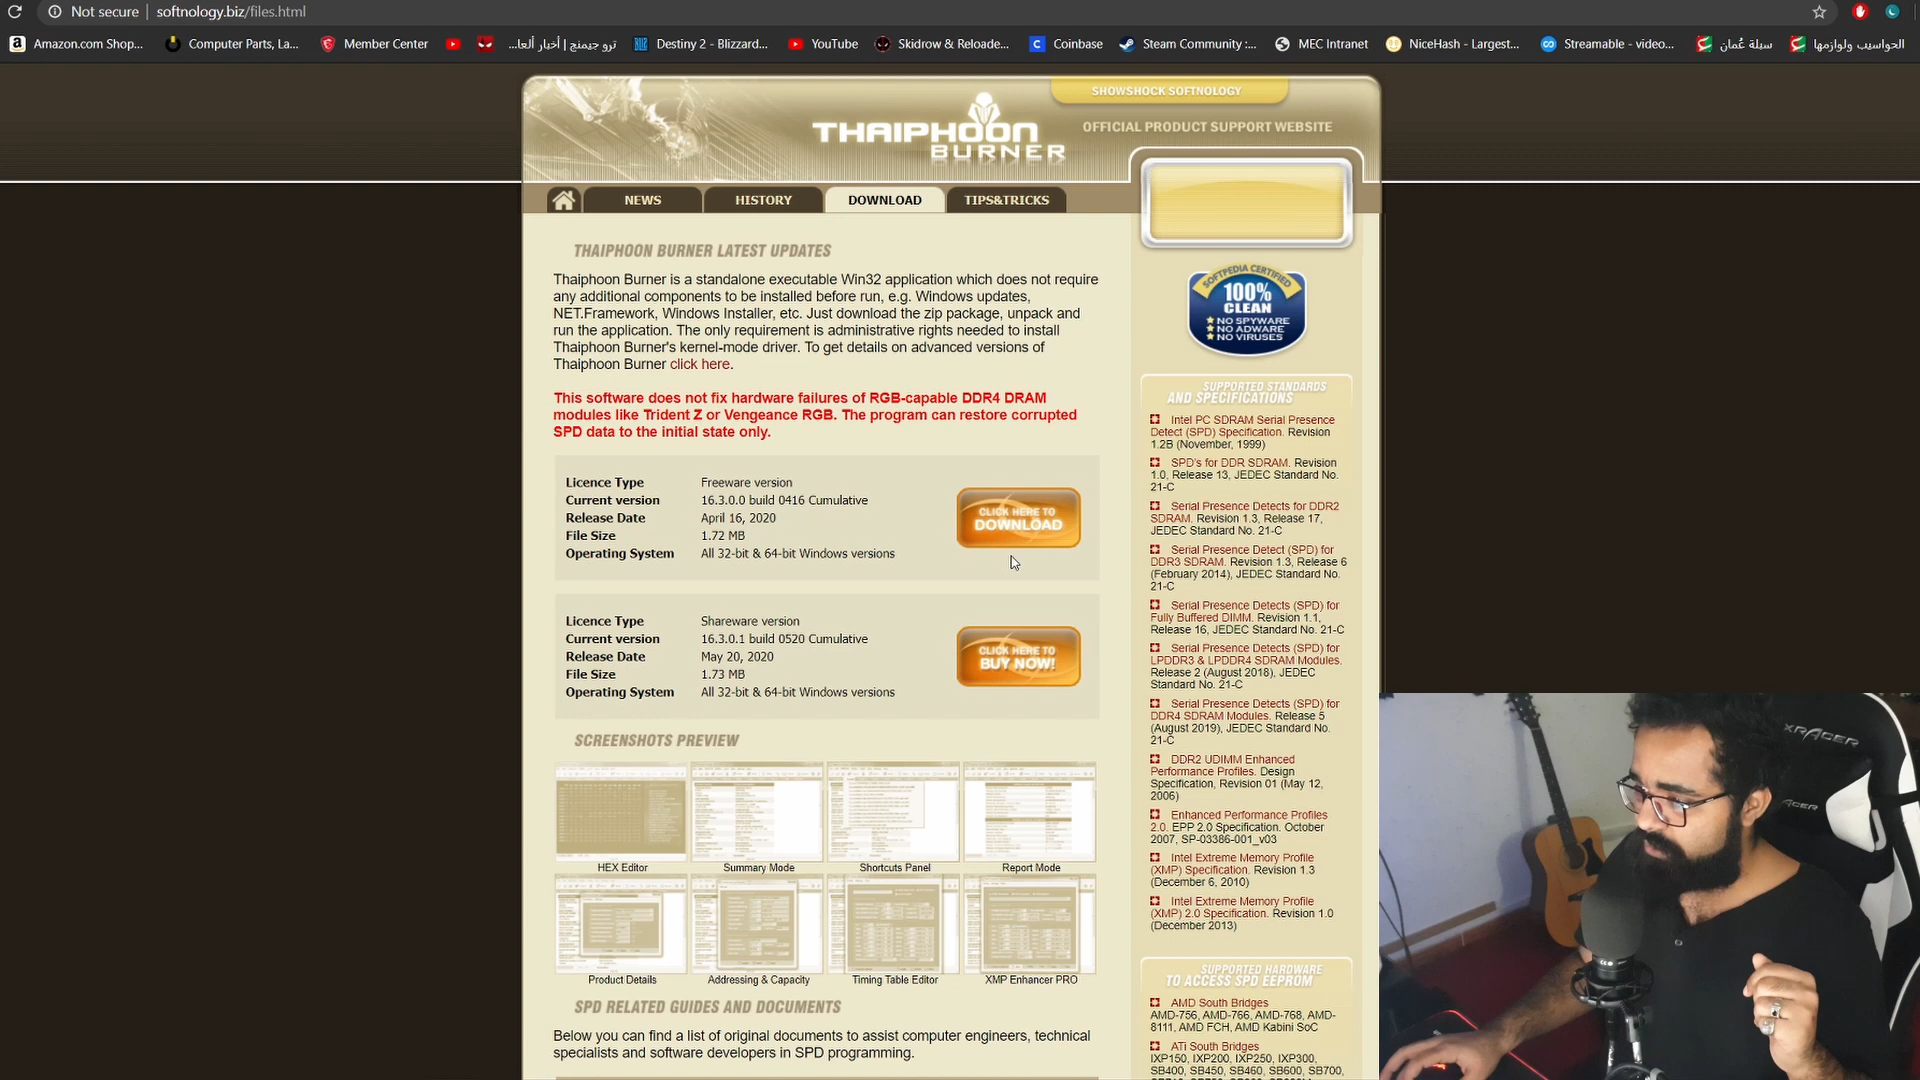 Not secure | softnology.biz/files.html
Amazon.com Shop... Computer Parts, La... Member Center ترو جيمنج | أخبار ألعا... Destiny 2 - Blizzard... YouTube Skidrow & Reloade... Coinbase Steam Community :... MEC Intranet NiceHash - Largest... Streamable - video... سبلة عُمان الحواسيب ولوازمها
SHOWSHOCK SOFTNOLOGY
THAIPHOON
BURNER
OFFICIAL PRODUCT SUPPORT WEBSITE
NEWS HISTORY DOWNLOAD TIPS&TRICKS
THAIPHOON BURNER LATEST UPDATES
Thaiphoon Burner is a standalone executable Win32 application which does not require
any additional components to be installed before run, e.g. Windows updates,
NET.Framework, Windows Installer, etc. Just download the zip package, unpack and
run the application. The only requirement is administrative rights needed to install
Thaiphoon Burner's kernel-mode driver. To get details on advanced versions of
Thaiphoon Burner click here.
This software does not fix hardware failures of RGB-capable DDR4 DRAM
modules like Trident Z or Vengeance RGB. The program can restore corrupted
SPD data to the initial state only.
Licence Type Freeware version
Current version 16.3.0.0 build 0416 Cumulative
Release Date April 16, 2020
File Size 1.72 MB
Operating System All 32-bit & 64-bit Windows versions
CLICK HERE TO
DOWNLOAD
Licence Type Shareware version
Current version 16.3.0.1 build 0520 Cumulative
Release Date May 20, 2020
File Size 1.73 MB
Operating System All 32-bit & 64-bit Windows versions
CLICK HERE TO
BUY NOW!
SCREENSHOTS PREVIEW
HEX Editor Summary Mode Shortcuts Panel Report Mode
Product Details Addressing & Capacity Timing Table Editor XMP Enhancer PRO
SPD RELATED GUIDES AND DOCUMENTS
Below you can find a list of original documents to assist computer engineers, technical
specialists and software developers in SPD programming.
SOFTPEDIA CERTIFIED
100%
CLEAN
NO SPYWARE
NO ADWARE
NO VIRUSES
SUPPORTED STANDARDS
AND SPECIFICATIONS
Intel PC SDRAM Serial Presence
Detect (SPD) Specification. Revision
1.2B (November, 1999)
SPD's for DDR SDRAM. Revision
1.0, Release 13, JEDEC Standard No.
21-C
Serial Presence Detects for DDR2
SDRAM. Revision 1.3, Release 17,
JEDEC Standard No. 21-C
Serial Presence Detect (SPD) for
DDR3 SDRAM. Revision 1.3, Release 6
(February 2014), JEDEC Standard No.
21-C
Serial Presence Detects (SPD) for
Fully Buffered DIMM. Revision 1.1,
Release 16, JEDEC Standard No. 21-C
Serial Presence Detects (SPD) for
LPDDR3 & LPDDR4 SDRAM Modules.
Release 2 (August 2018), JEDEC
Standard No. 21-C
Serial Presence Detects (SPD) for
DDR4 SDRAM Modules. Release 5
(August 2019), JEDEC Standard No.
21-C
DDR2 UDIMM Enhanced
Performance Profiles. Design
Specification, Revision 01 (May 12,
2006)
Enhanced Performance Profiles
2.0. EPP 2.0 Specification. October
2007, SP-03386-001_v03
Intel Extreme Memory Profile
(XMP) Specification. Revision 1.3
(December 6, 2010)
Intel Extreme Memory Profile
(XMP) 2.0 Specification. Revision 1.0
(December 2013)
SUPPORTED HARDWARE
TO ACCESS SPD EEPROM
AMD South Bridges
AMD-756, AMD-766, AMD-768, AMD-
8111, AMD FCH, AMD Kabini SoC
ATi South Bridges
IXP150, IXP200, IXP250, IXP300,
SB400, SB450, SB460, SB600, SB700,
XRACER